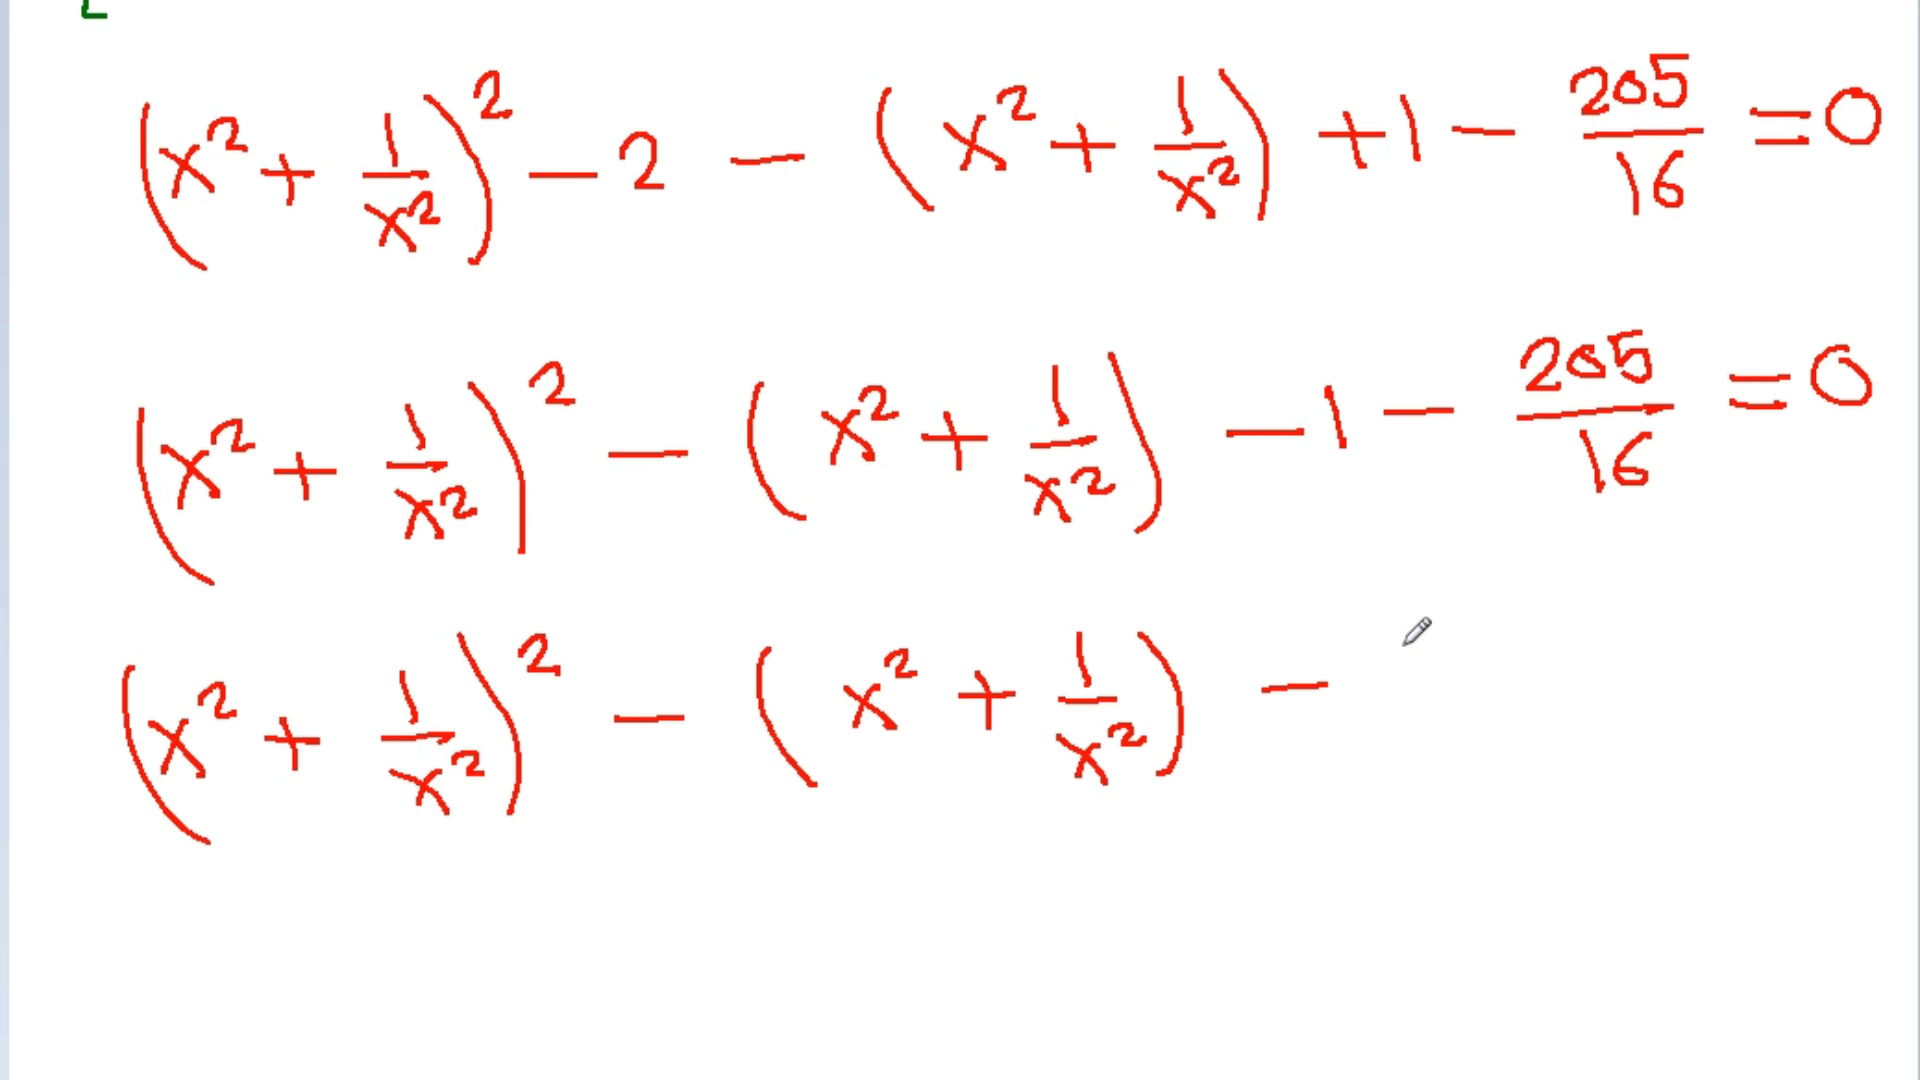 (x² + 1/x²)² - 2 - (x² + 1/x²) + 1 - 205/16 = 0
(x² + 1/x²)² - (x² + 1/x²) - 1 - 205/16 = 0
(x² + 1/x²)² - (x² + 1/x²) -